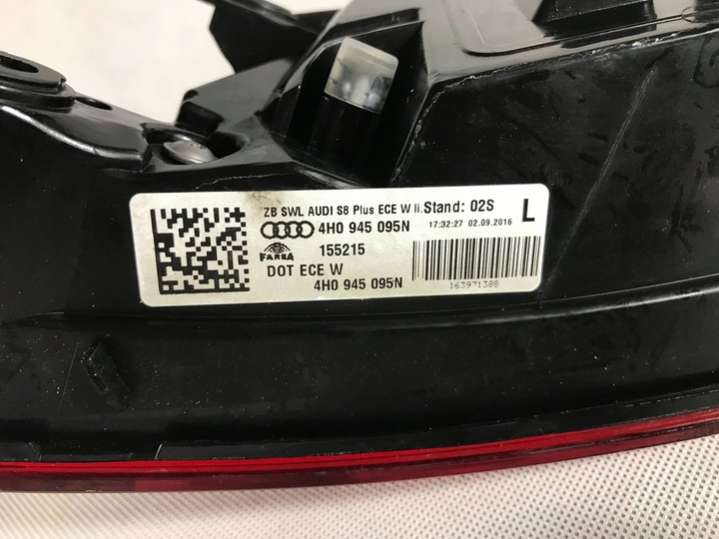 ZB SWL AUDI S8 Plus ECE W li. Stand: 02S
4H0 945 095N
17:32:27 02.09.2016
L
FARBA
155215
DOT ECE W
4H0 945 095N
163971388